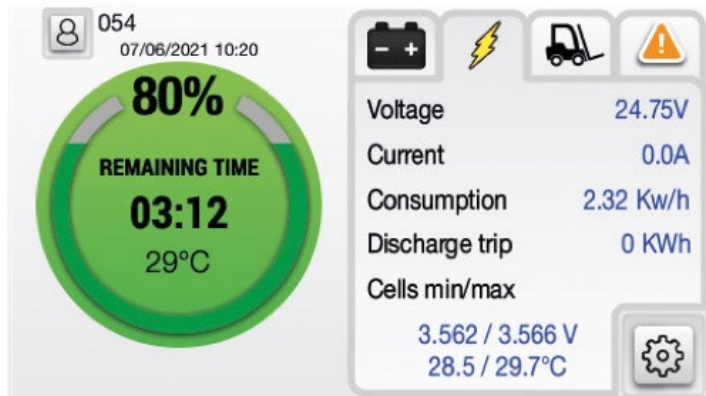 054
07/06/2021 10:20
80%
REMAINING TIME
03:12
29°C
Voltage 24.75V
Current 0.0A
Consumption 2.32 Kw/h
Discharge trip 0 KWh
Cells min/max
3.562 / 3.566 V
28.5 / 29.7°C